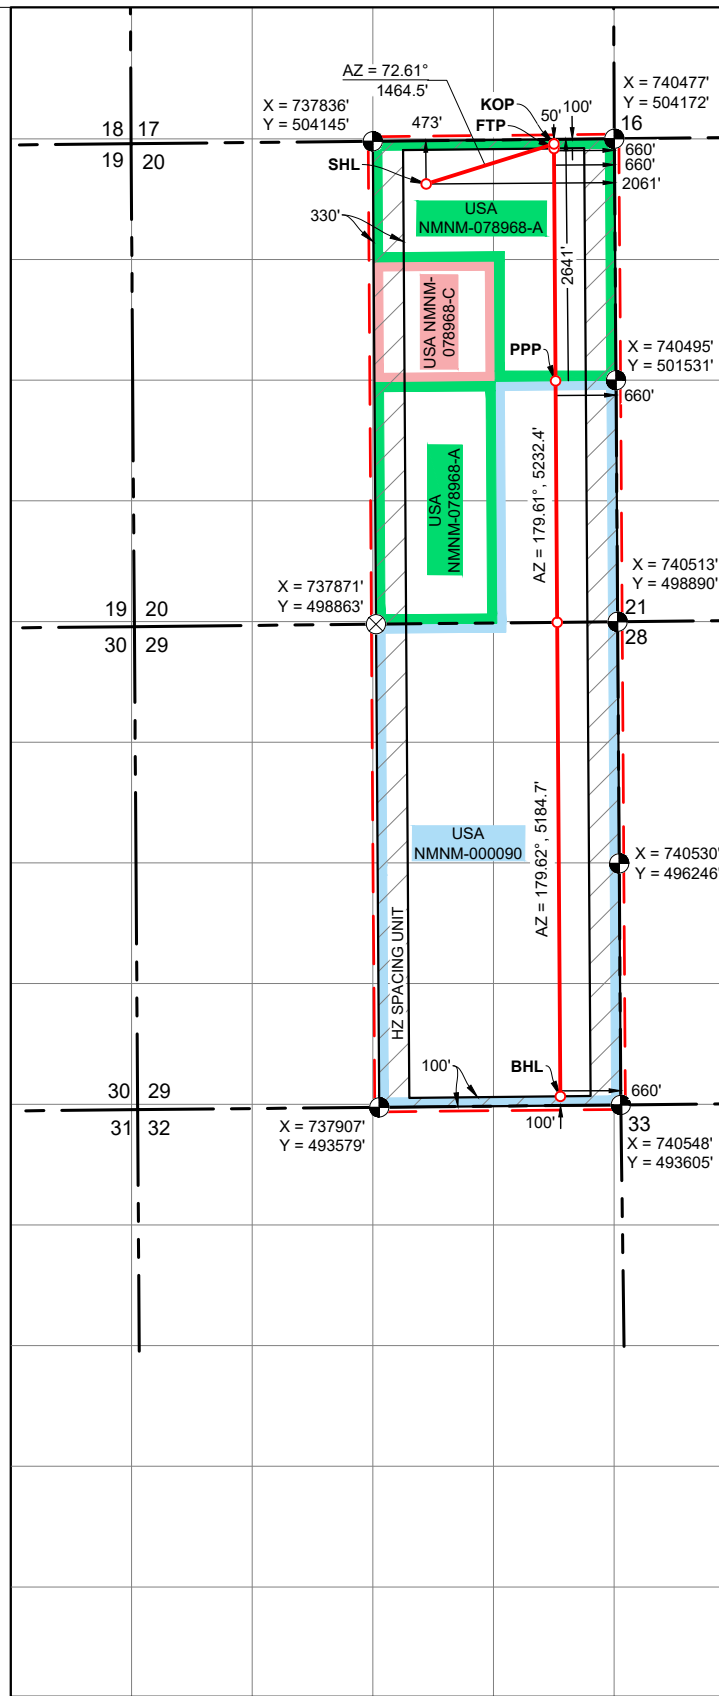 AZ = 72.61°
1464.5'
X = 740477'
Y = 504172'
X = 737836'
Y = 504145'
KOP
50'
100'
FTP
473'
18 17
16
19 20
660'
660'
SHL
2061'
USA
NMNM-078968-A
330'
2641'
USA NMNM-
078968-C
X = 740495'
Y = 501531'
PPP
660'
USA
NMNM-078968-A
AZ = 179.61°, 5232.4'
X = 740513'
Y = 498890'
X = 737871'
Y = 498863'
19 20
21
30 29
28
USA
NMNM-000090
X = 740530'
Y = 496246'
AZ = 179.62°, 5184.7'
HZ SPACING UNIT
100'
BHL
30 29
660'
31 32
100'
33
X = 737907'
Y = 493579'
X = 740548'
Y = 493605'